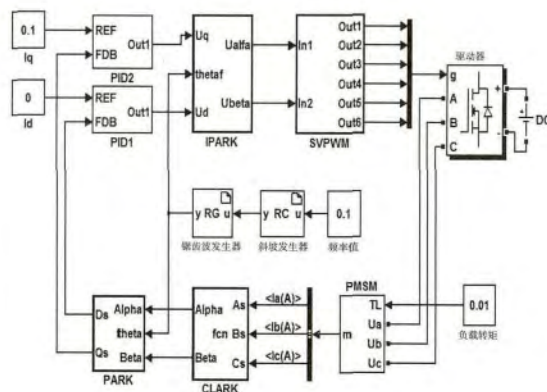 0.1
Iq
REF
FDB
Out1
PID2
0
Id
REF
FDB
Out1
PID1
Uq
thetaf
Ud
Ualfa
Ubeta
IPARK
In1
In2
Out1
Out2
Out3
Out4
Out5
Out6
SVPWM
驱动器
g
A
B
C
+
-
DC
y RG u
锯齿波发生器
y RC u
斜坡发生器
0.1
频率值
Ds
Qs
Alpha
theta
Beta
PARK
Alpha
Beta
fcn
As
Bs
Cs
CLARK
<Ia(A)>
<Ib(A)>
<Ic(A)>
PMSM
m
TL
Ua
Ub
Uc
0.01
负载转矩